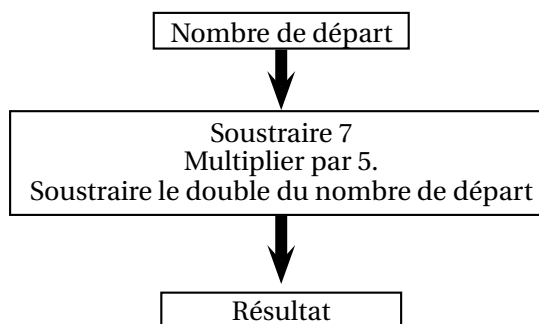 Nombre de départ
Soustraire 7
Multiplier par 5.
Soustraire le double du nombre de départ
Résultat